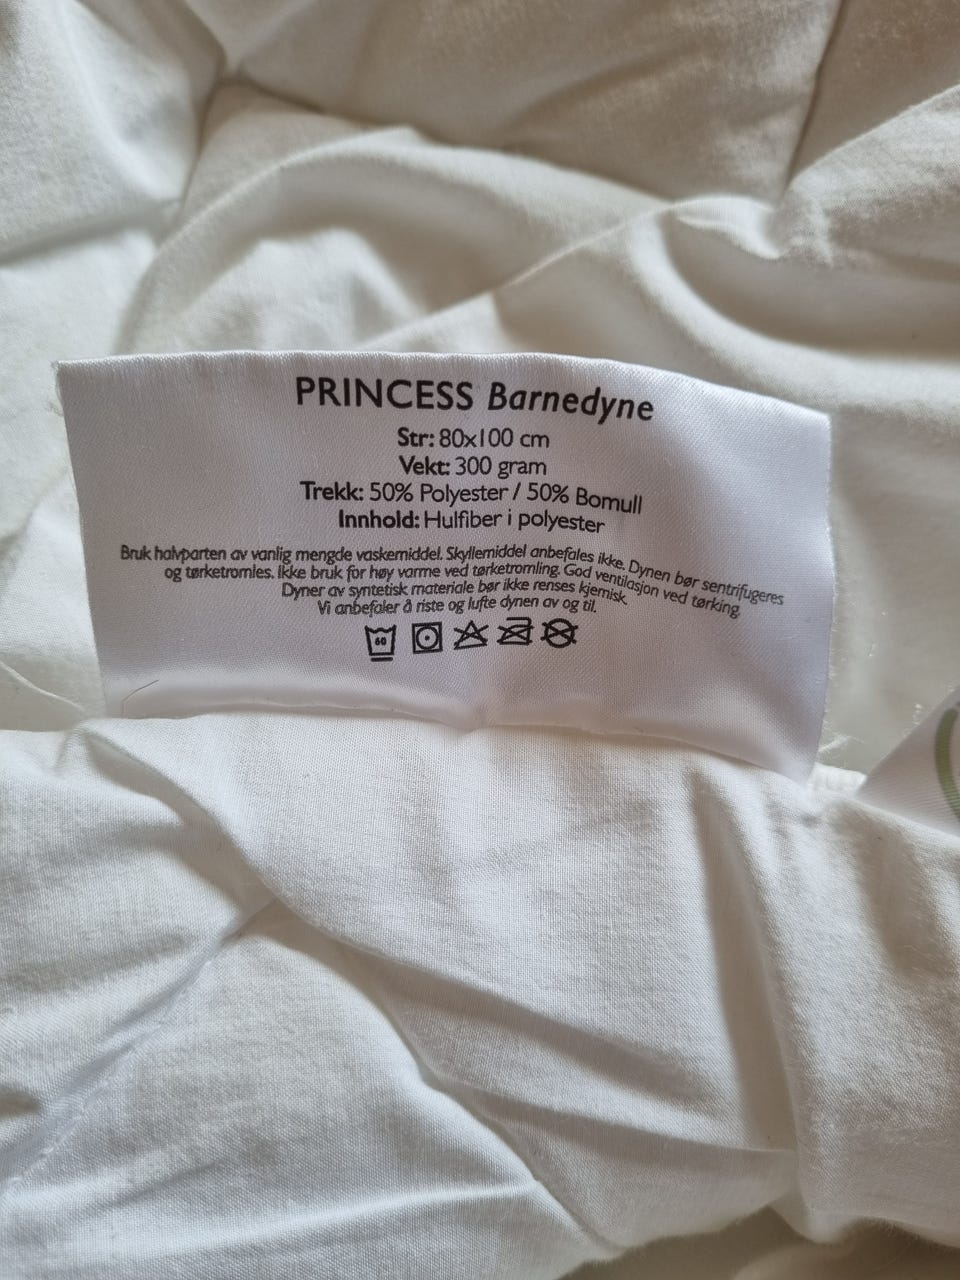 PRINCESS Barnedyne
Str: 80x100 cm
Vekt: 300 gram
Trekk: 50% Polyester / 50% Bomull
Innhold: Hulfiber i polyester
Bruk halvparten av vanlig mengde vaskemiddel. Skyllemiddel anbefales ikke. Dynen bør sentrifugeres
og tørketromles. Ikke bruk for høy varme ved tørketromling. God ventilasjon ved tørking.
Dyner av syntetisk materiale bør ikke renses kjemisk.
Vi anbefaler å riste og lufte dynen av og til.
60